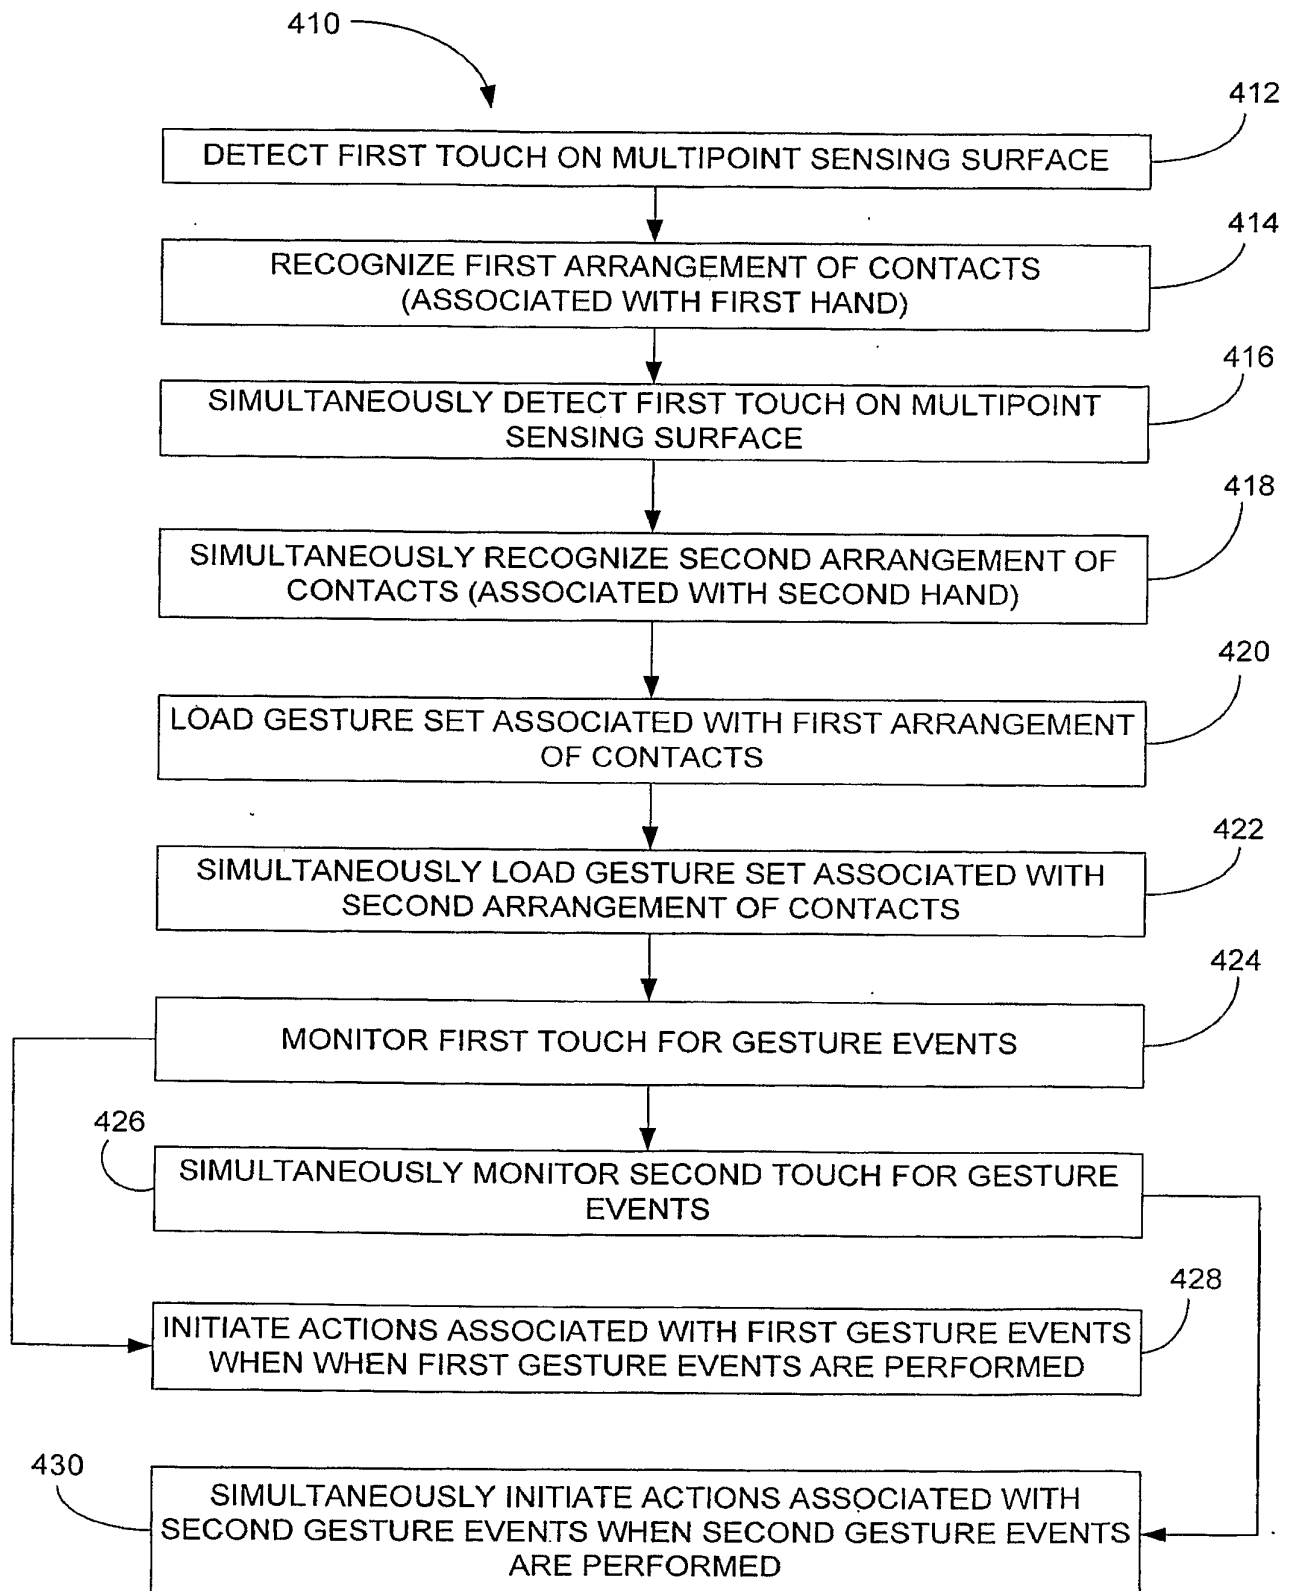 410
412
DETECT FIRST TOUCH ON MULTIPOINT SENSING SURFACE
414
RECOGNIZE FIRST ARRANGEMENT OF CONTACTS
(ASSOCIATED WITH FIRST HAND)
416
SIMULTANEOUSLY DETECT FIRST TOUCH ON MULTIPOINT
SENSING SURFACE
418
SIMULTANEOUSLY RECOGNIZE SECOND ARRANGEMENT OF
CONTACTS (ASSOCIATED WITH SECOND HAND)
420
LOAD GESTURE SET ASSOCIATED WITH FIRST ARRANGEMENT
OF CONTACTS
422
SIMULTANEOUSLY LOAD GESTURE SET ASSOCIATED WITH
SECOND ARRANGEMENT OF CONTACTS
424
MONITOR FIRST TOUCH FOR GESTURE EVENTS
426
SIMULTANEOUSLY MONITOR SECOND TOUCH FOR GESTURE
EVENTS
428
INITIATE ACTIONS ASSOCIATED WITH FIRST GESTURE EVENTS
WHEN WHEN FIRST GESTURE EVENTS ARE PERFORMED
430
SIMULTANEOUSLY INITIATE ACTIONS ASSOCIATED WITH
SECOND GESTURE EVENTS WHEN SECOND GESTURE EVENTS
ARE PERFORMED